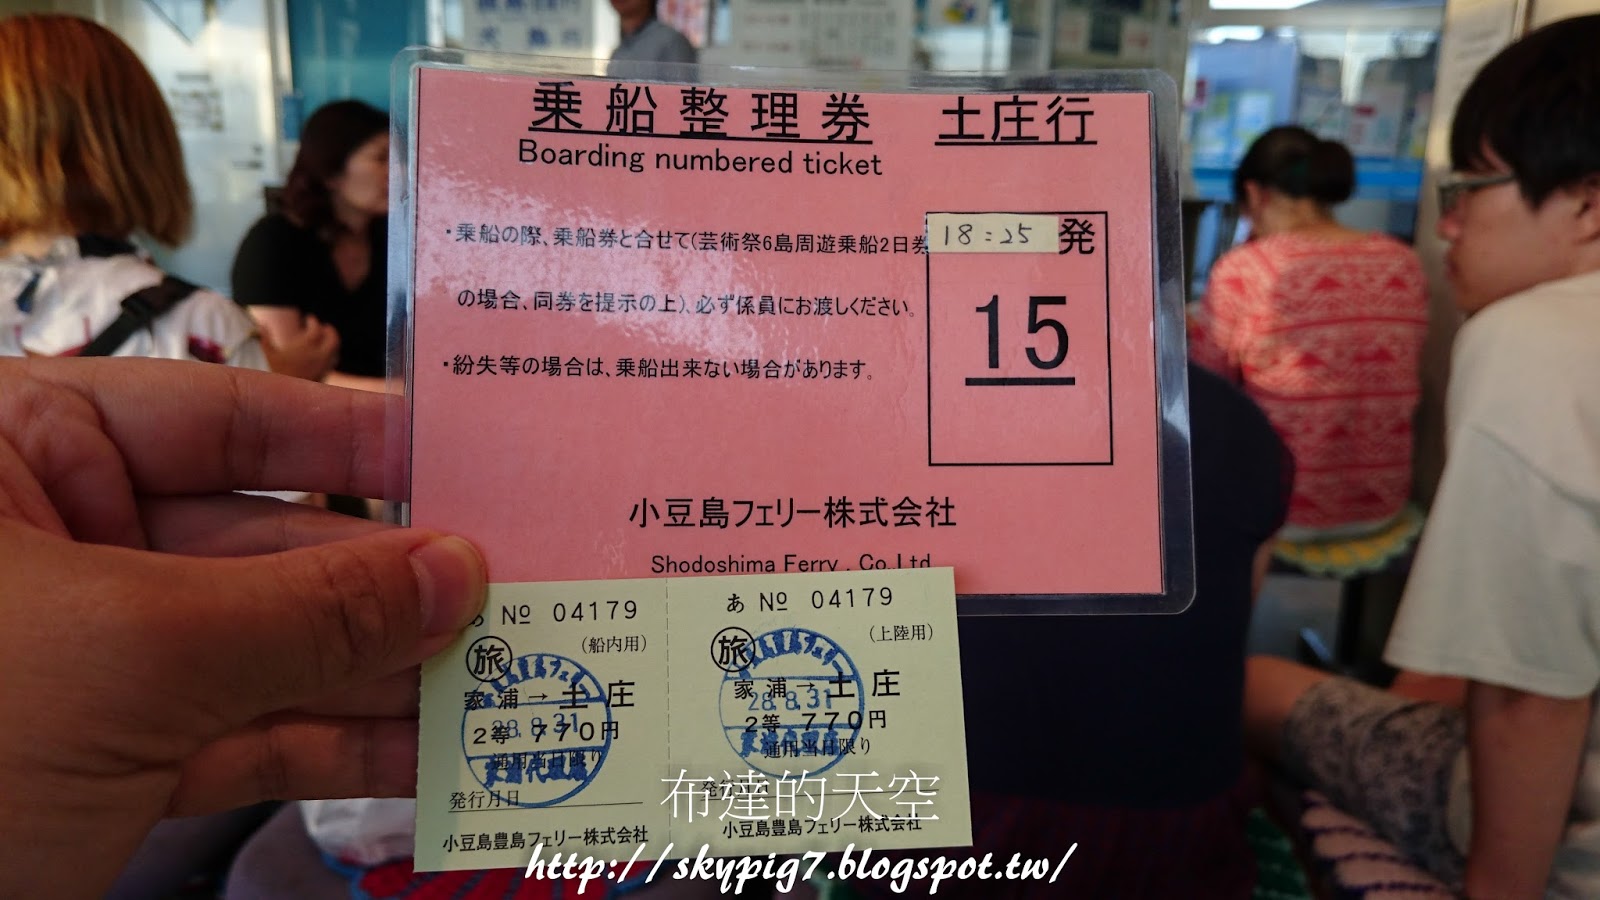 乗船整理券 土庄行
Boarding numbered ticket
・乗船の際、乗船券と合せて(芸術祭6島周遊乗船2日券
の場合、同券を提示の上)、必ず係員にお渡しください。
・紛失等の場合は、乗船出来ない場合があります。
18:25 発
15
小豆島フェリー株式会社
Shodoshima Ferry , Co.Ltd
あ No 04179
(船内用)
旅
家浦→土庄
28.8.31
2等 770円
通用当日限り
発行月日
小豆島豊島フェリー株式会社
あ No 04179
(上陸用)
旅
家浦→土庄
28.8.31
2等 770円
通用当日限り
小豆島豊島フェリー株式会社
布達的天空
http://skypig7.blogspot.tw/